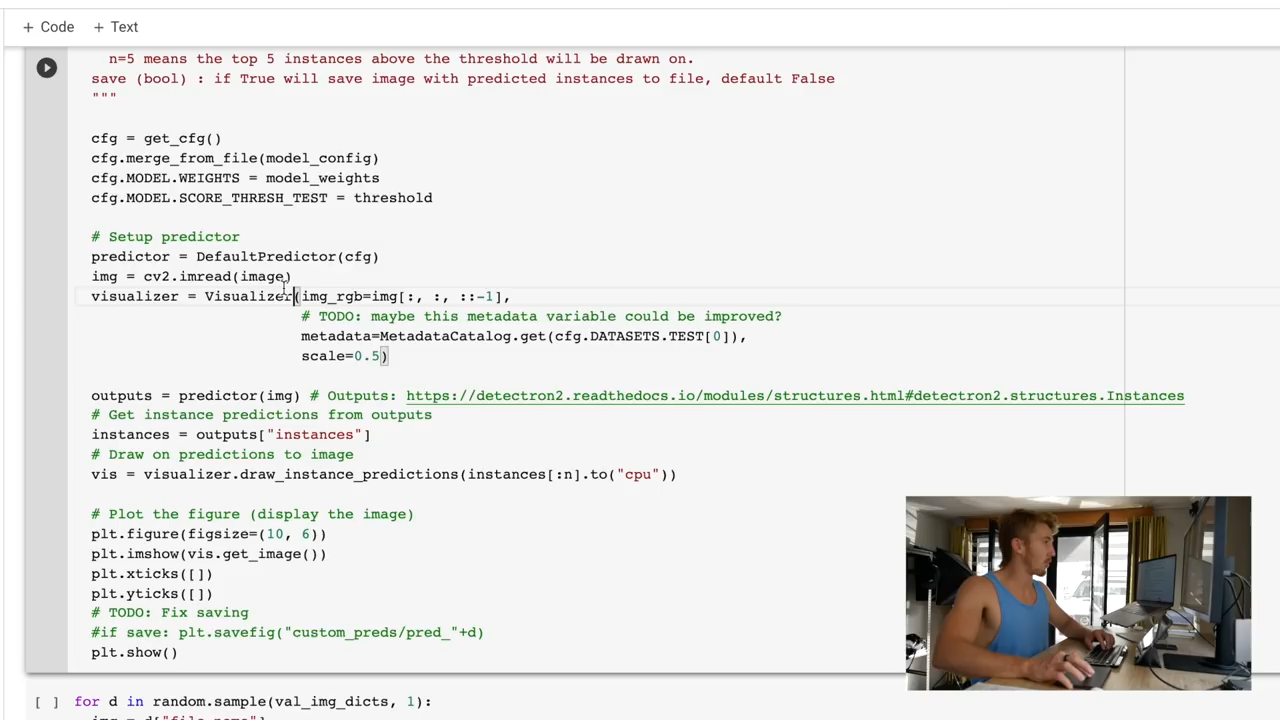 + Code + Text
n=5 means the top 5 instances above the threshold will be drawn on.
save (bool) : if True will save image with predicted instances to file, default False
"""
cfg = get_cfg()
cfg.merge_from_file(model_config)
cfg.MODEL.WEIGHTS = model_weights
cfg.MODEL.SCORE_THRESH_TEST = threshold
# Setup predictor
predictor = DefaultPredictor(cfg)
img = cv2.imread(image)
visualizer = Visualizer(img_rgb=img[:, :, ::-1],
# TODO: maybe this metadata variable could be improved?
metadata=MetadataCatalog.get(cfg.DATASETS.TEST[0]),
scale=0.5)
outputs = predictor(img) # Outputs: https://detectron2.readthedocs.io/modules/structures.html#detectron2.structures.Instances
# Get instance predictions from outputs
instances = outputs["instances"]
# Draw on predictions to image
vis = visualizer.draw_instance_predictions(instances[:n].to("cpu"))
# Plot the figure (display the image)
plt.figure(figsize=(10, 6))
plt.imshow(vis.get_image())
plt.xticks([])
plt.yticks([])
# TODO: Fix saving
#if save: plt.savefig("custom_preds/pred_"+d)
plt.show()
[ ] for d in random.sample(val_img_dicts, 1):
img = d["file_name"]